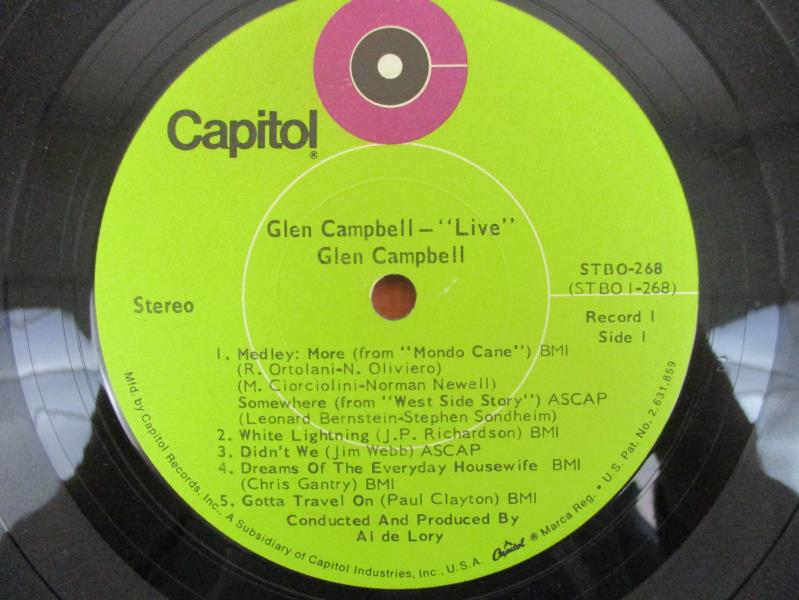 Capitol®
Glen Campbell — "Live"
Glen Campbell
STBO-268
(STBO 1-268)
Stereo
Record 1
Side 1
1. Medley: More (from "Mondo Cane") BMI
(R. Ortolani-N. Oliviero)
(M. Ciorciolini-Norman Newell)
Somewhere (from "West Side Story") ASCAP
(Leonard Bernstein-Stephen Sondheim)
2. White Lightning (J.P. Richardson) BMI
3. Didn't We (Jim Webb) ASCAP
4. Dreams Of The Everyday Housewife BMI
(Chris Gantry) BMI
5. Gotta Travel On (Paul Clayton) BMI
Conducted And Produced By
Al de Lory
Mfd. by Capitol Records, Inc., A Subsidiary of Capitol Industries, Inc., U.S.A. Capitol ® Marca Reg. • U.S. Pat. No. 2,631,859
2